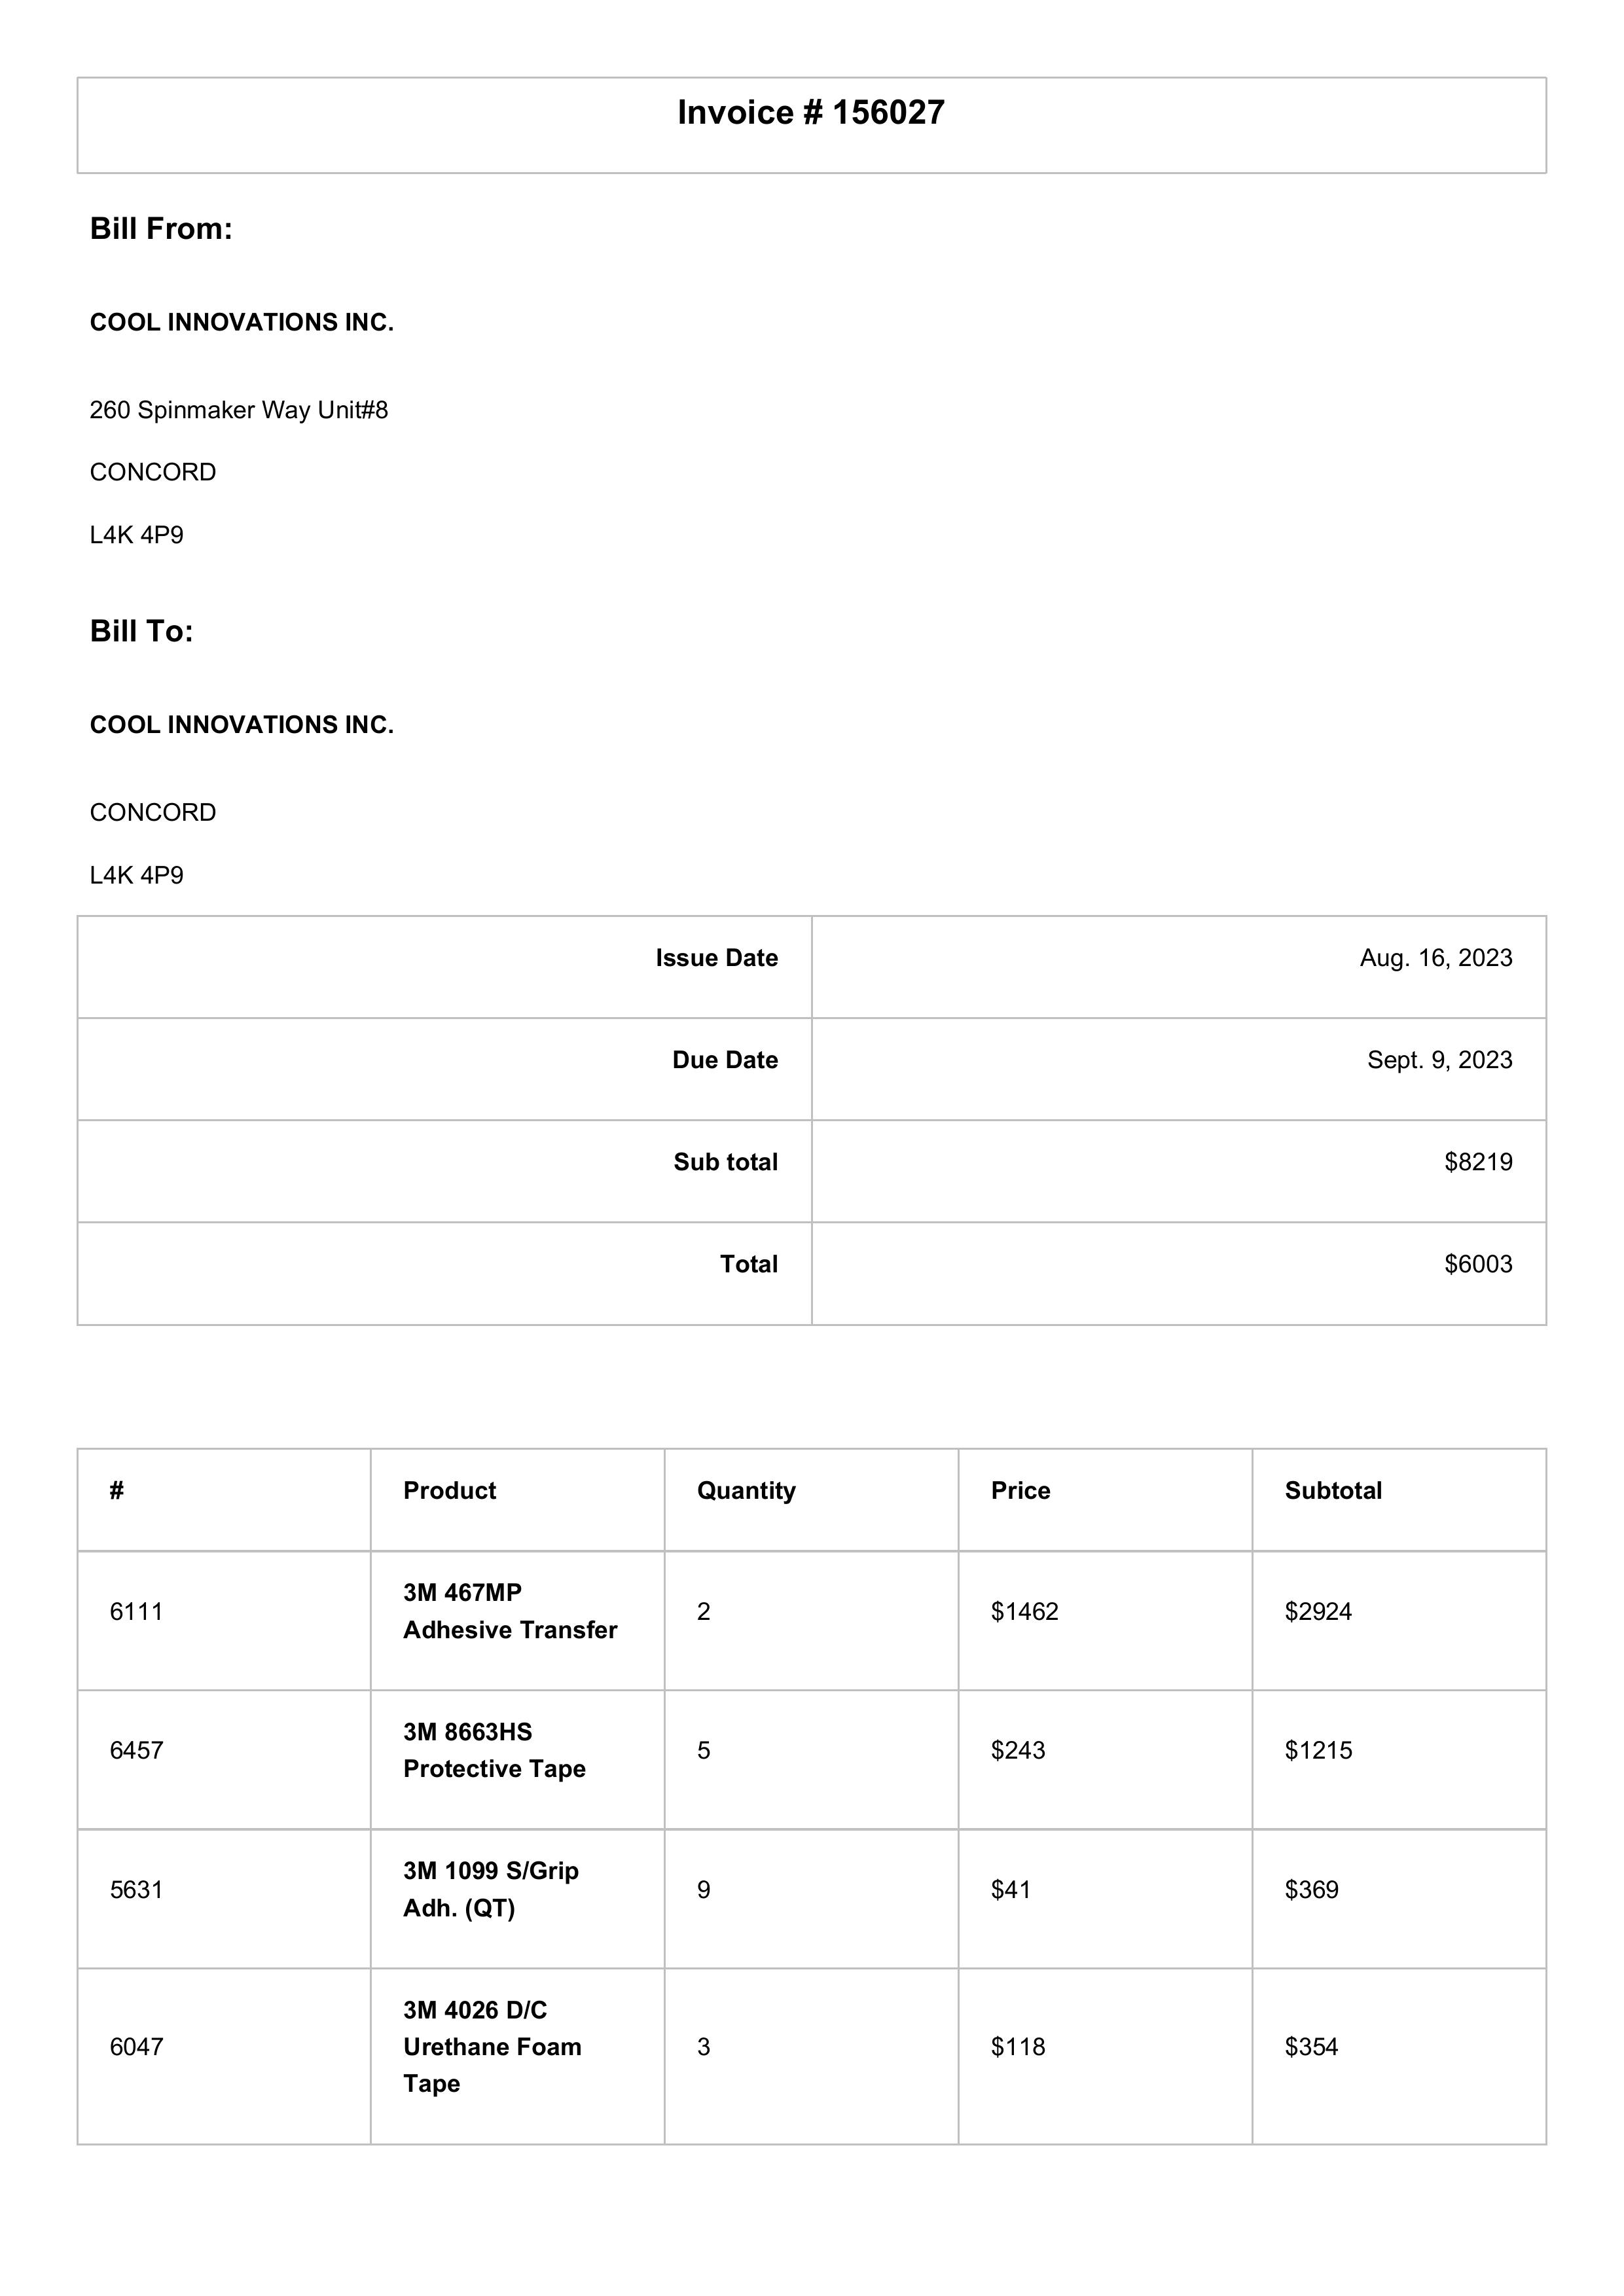 Invoice # 156027
Bill From:
COOL INNOVATIONS INC.
260 Spinmaker Way Unit#8
CONCORD
L4K 4P9
Bill To:
COOL INNOVATIONS INC.
CONCORD
L4K 4P9
Issue Date Aug. 16, 2023
Due Date Sept. 9, 2023
Sub total $8219
Total $6003
# Product Quantity Price Subtotal
3M 467MP
6111 2 $1462 $2924
Adhesive Transfer
3M 8663HS
6457 5 $243 $1215
Protective Tape
3M 1099 S/Grip
5631 9 $41 $369
Adh. (QT)
3M 4026 D/C
6047 Urethane Foam 3 $118 $354
Tape